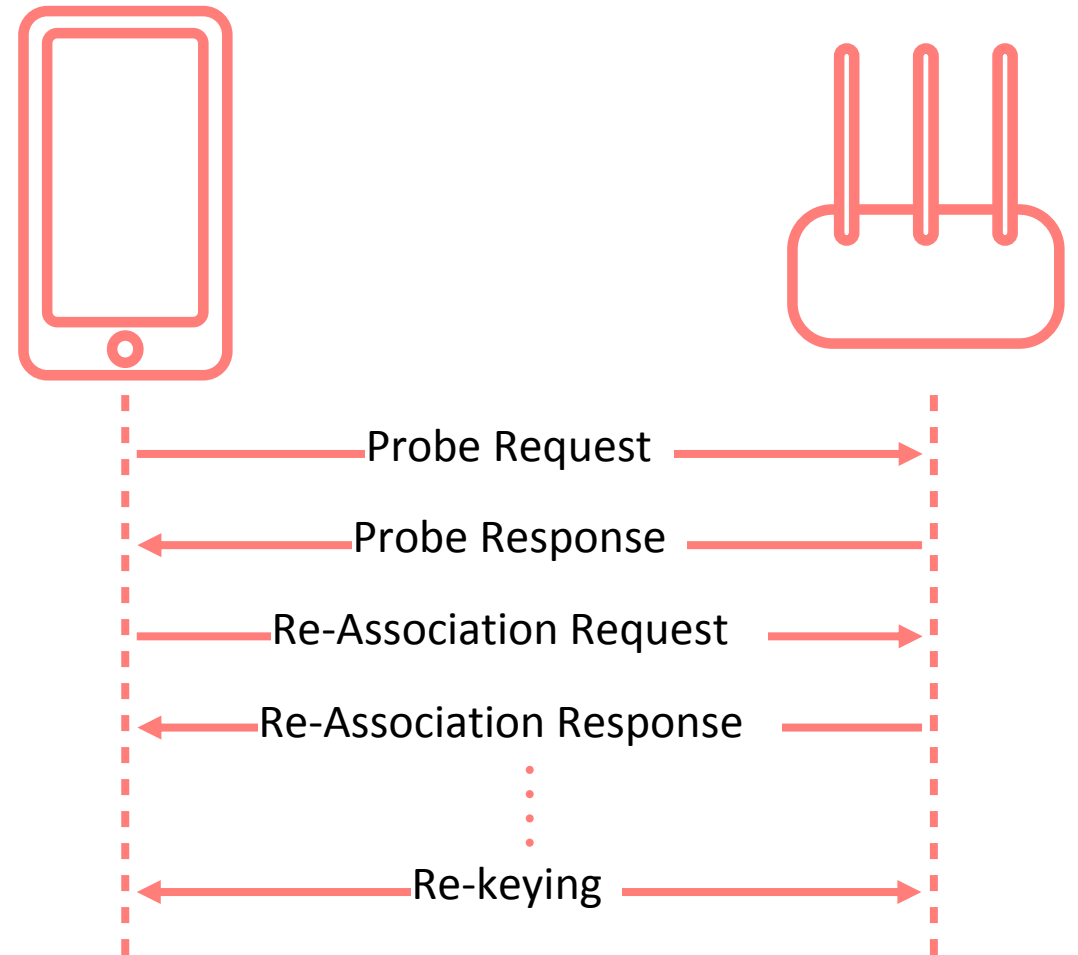 Probe Request
Probe Response
Re-Association Request
Re-Association Response
Re-keying